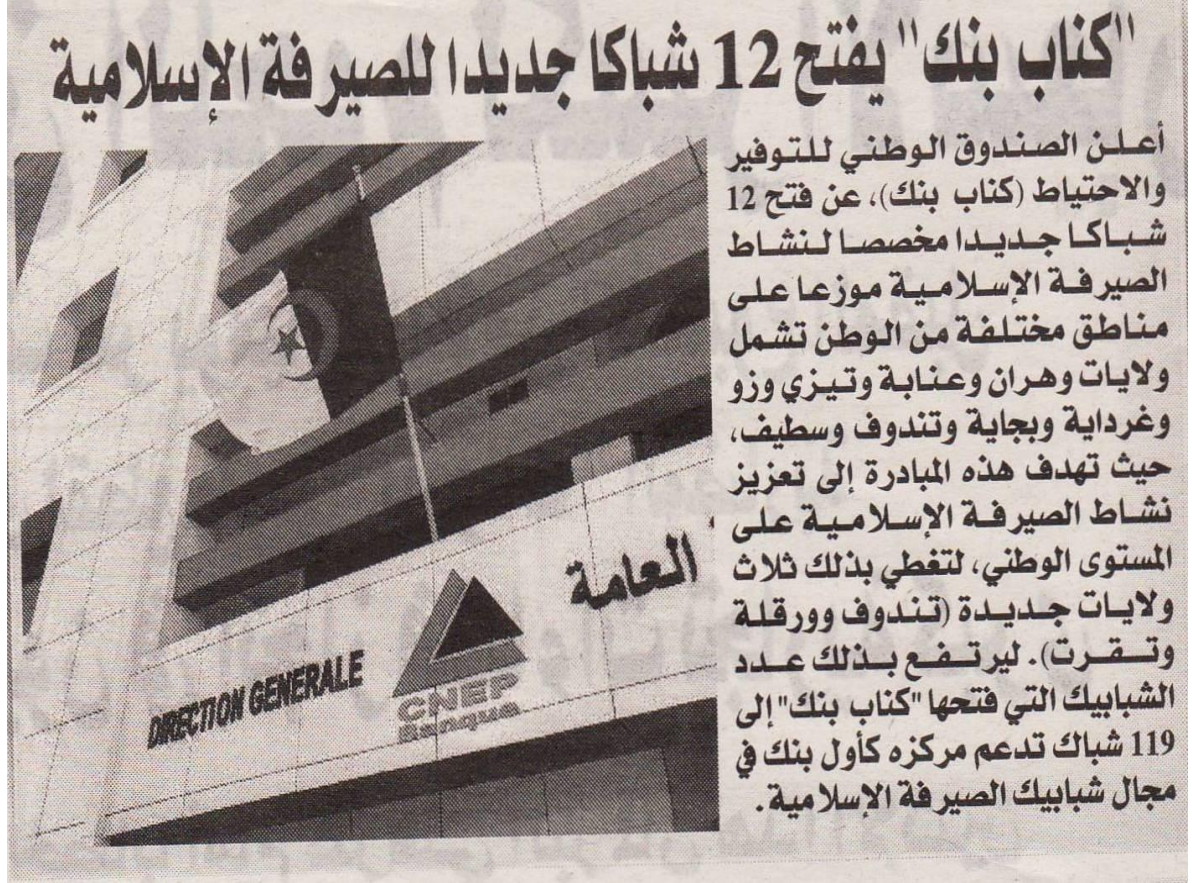 "كناب بنك" يفتح 12 شباكا جديدا للصيرفة الإسلامية
أعلن الصندوق الوطني للتوفير
والاحتياط (كناب بنك)، عن فتح 12
شباكا جديدا مخصصا لنشاط
الصيرفة الإسلامية موزعا على
مناطق مختلفة من الوطن تشمل
ولايات وهران وعنابة وتيزي وزو
وغرداية وبجاية وتندوف وسطيف،
حيث تهدف هذه المبادرة إلى تعزيز
نشاط الصيرفة الإسلامية على
المستوى الوطني، لتغطي بذلك ثلاث
ولايات جديدة (تندوف وورقلة
وتقرت). ليرتفع بذلك عدد
الشبابيك التي فتحها "كناب بنك" إلى
119 شباك تدعم مركزه كأول بنك في
مجال شبابيك الصيرفة الإسلامية.
العامة
DIRECTION GENERALE
CNEP
Banque